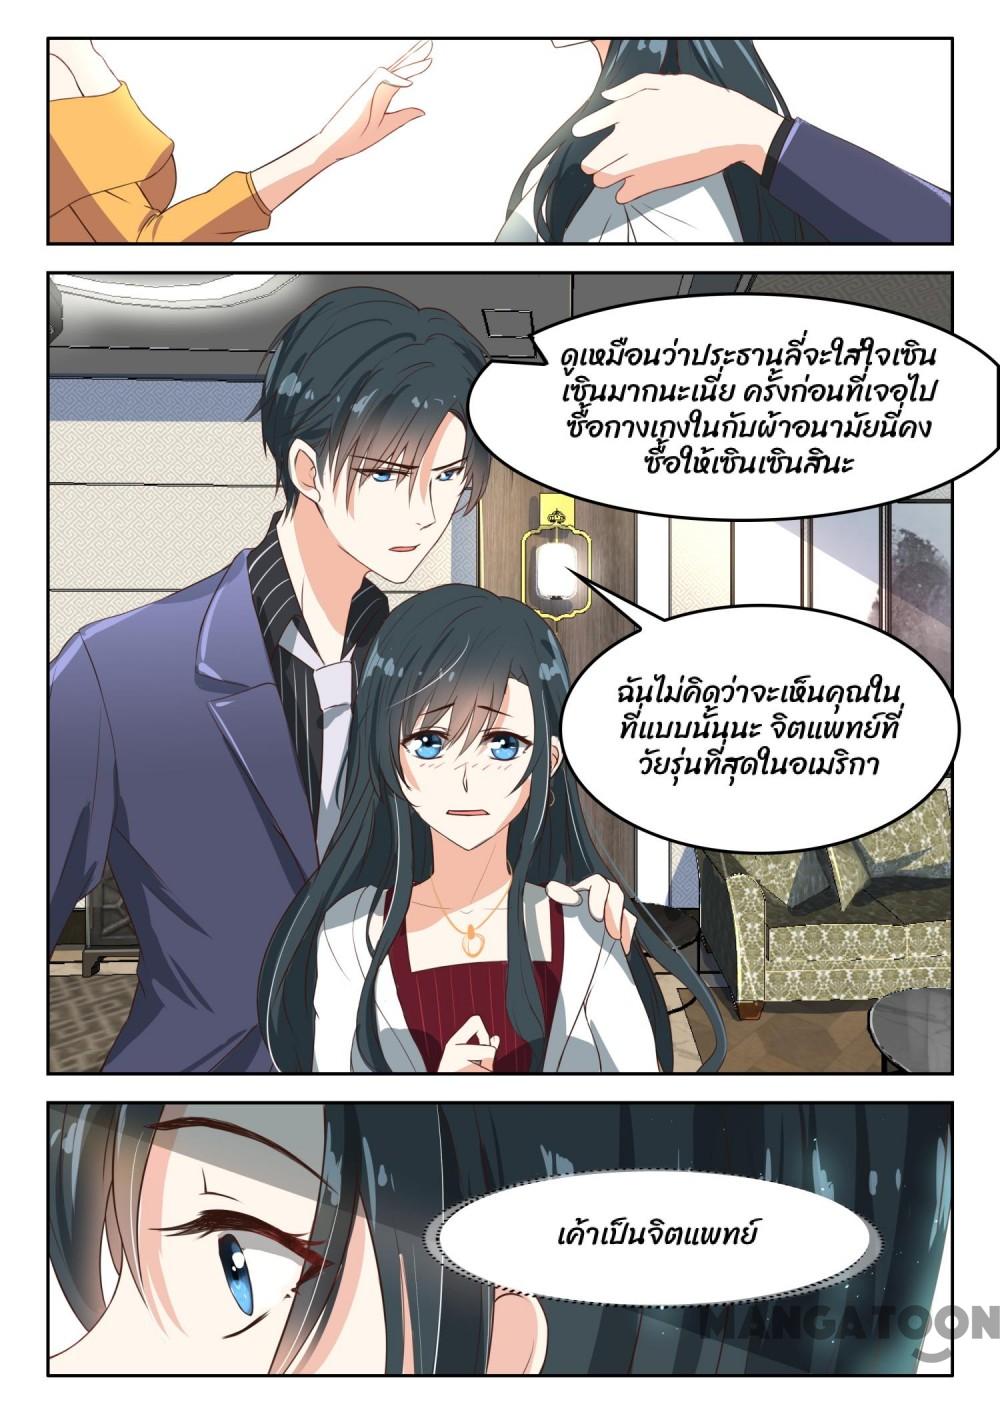 ดูเหมือนว่าประธานลี่จะใส่ใจเซิน
เซินมากนะเนี่ย ครั้งก่อนที่เจอไป
ซื้อกางเกงในกับผ้าอนามัยนี่คง
ซื้อให้เซินเซินสินะ
ฉันไม่คิดว่าจะเห็นคุณใน
ที่แบบนั้นนะ จิตแพทย์ที่
วัยรุ่นที่สุดในอเมริกา
เค้าเป็นจิตแพทย์
MANGATOON